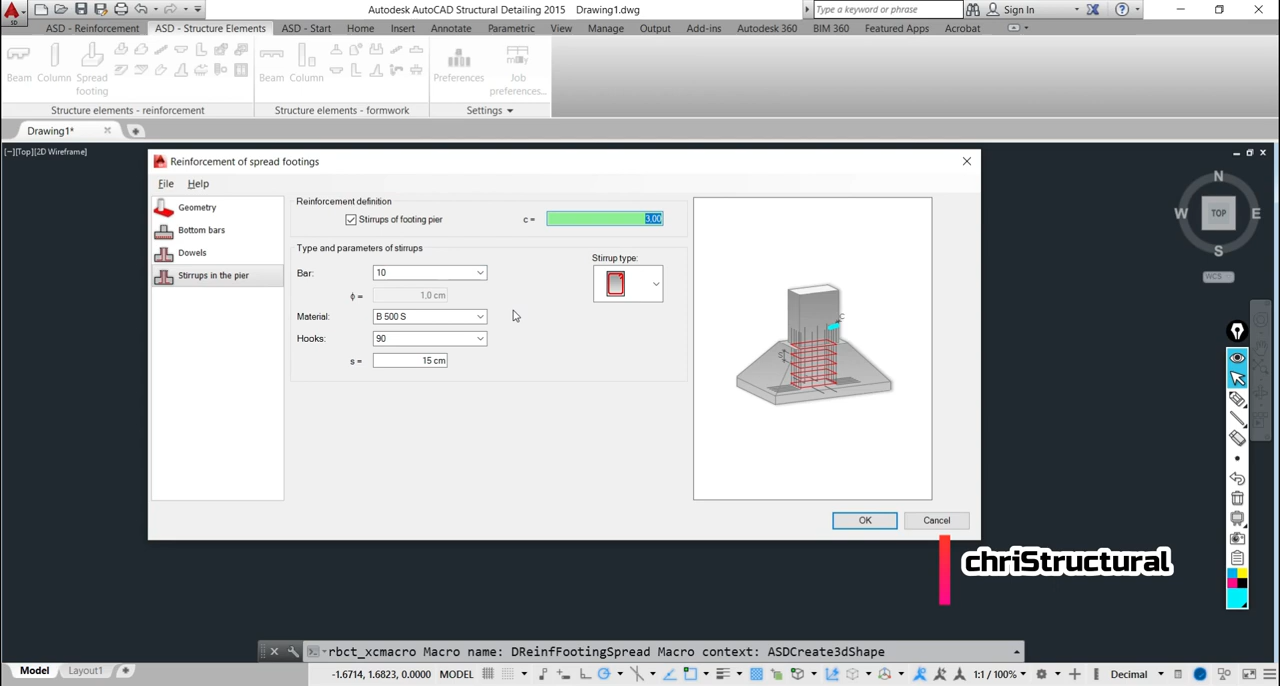 Autodesk AutoCAD Structural Detailing 2015 Drawing1.dwg
Type a keyword or phrase
Sign In
SD
ASD - Reinforcement
ASD - Structure Elements
ASD - Start
Home
Insert
Annotate
Parametric
View
Manage
Output
Add-ins
Autodesk 360
BIM 360
Featured Apps
Acrobat
Beam
Column
Spread footing
Beam
Column
Preferences
Job preferences...
Structure elements - reinforcement
Structure elements - formwork
Settings
Drawing1*
[−][Top][2D Wireframe]
N
W
TOP
E
S
WCS
Reinforcement of spread footings
File
Help
Geometry
Bottom bars
Dowels
Stirrups in the pier
Reinforcement definition
Stirrups of footing pier
c =
3.00
Type and parameters of stirrups
Bar:
10
ϕ =
1,0 cm
Material:
B 500 S
Hooks:
90
s =
15 cm
Stirrup type:
C
S
OK
Cancel
chriStructural
rbct_xcmacro Macro name: DReinfFootingSpread Macro context: ASDCreate3dShape
Model
Layout1
-1.6714, 1.6823, 0.0000
MODEL
1:1 / 100%
Decimal